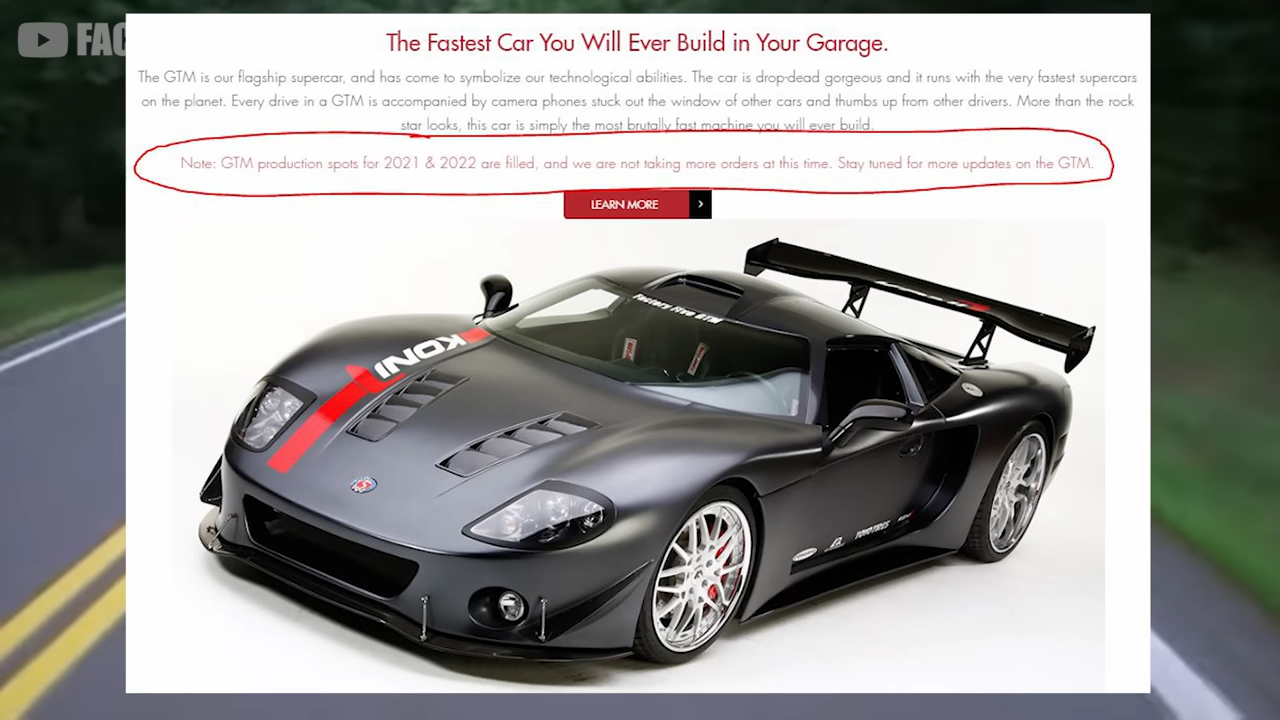 FAC
The Fastest Car You Will Ever Build in Your Garage.
The GTM is our flagship supercar, and has come to symbolize our technological abilities. The car is drop-dead gorgeous and it runs with the very fastest supercars
on the planet. Every drive in a GTM is accompanied by camera phones stuck out the window of other cars and thumbs up from other drivers. More than the rock
star looks, this car is simply the most brutally fast machine you will ever build.
Note: GTM production spots for 2021 & 2022 are filled, and we are not taking more orders at this time. Stay tuned for more updates on the GTM.
LEARN MORE
Factory Five GTM
KONI
TOYO TIRES